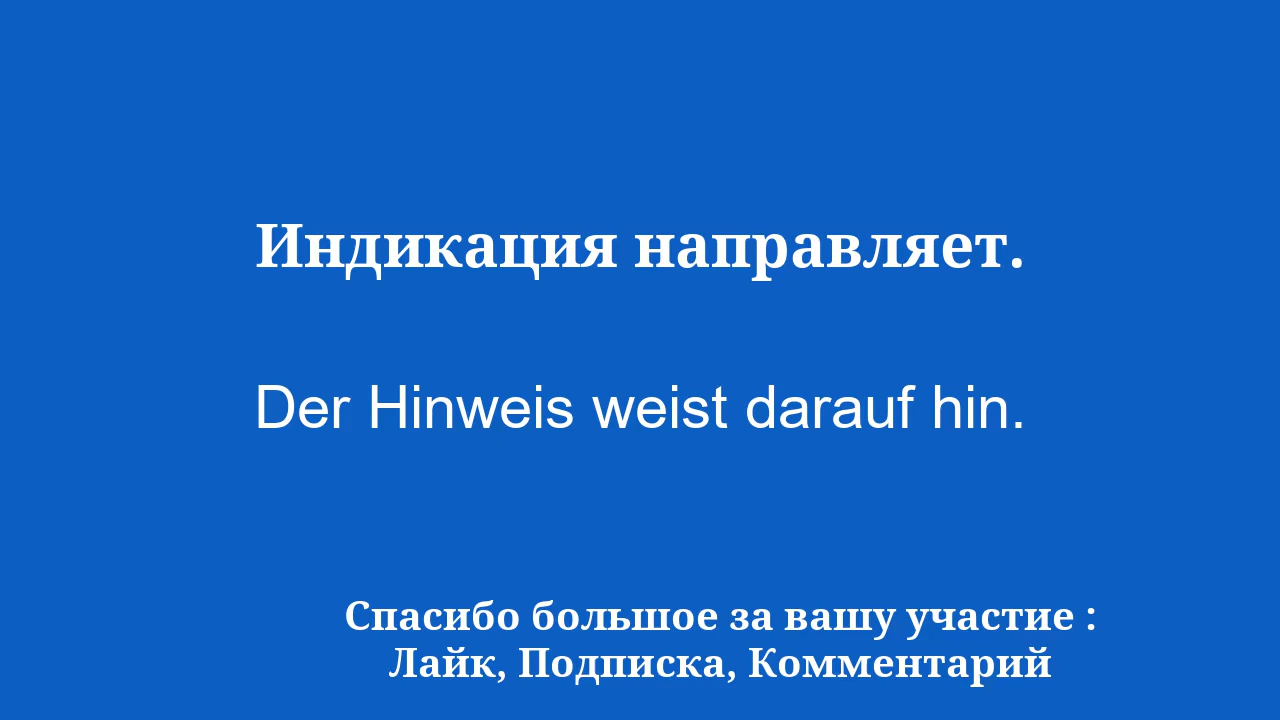 Индикация направляет.
Der Hinweis weist darauf hin.
Спасибо большое за вашу участие :
Лайк, Подписка, Комментарий